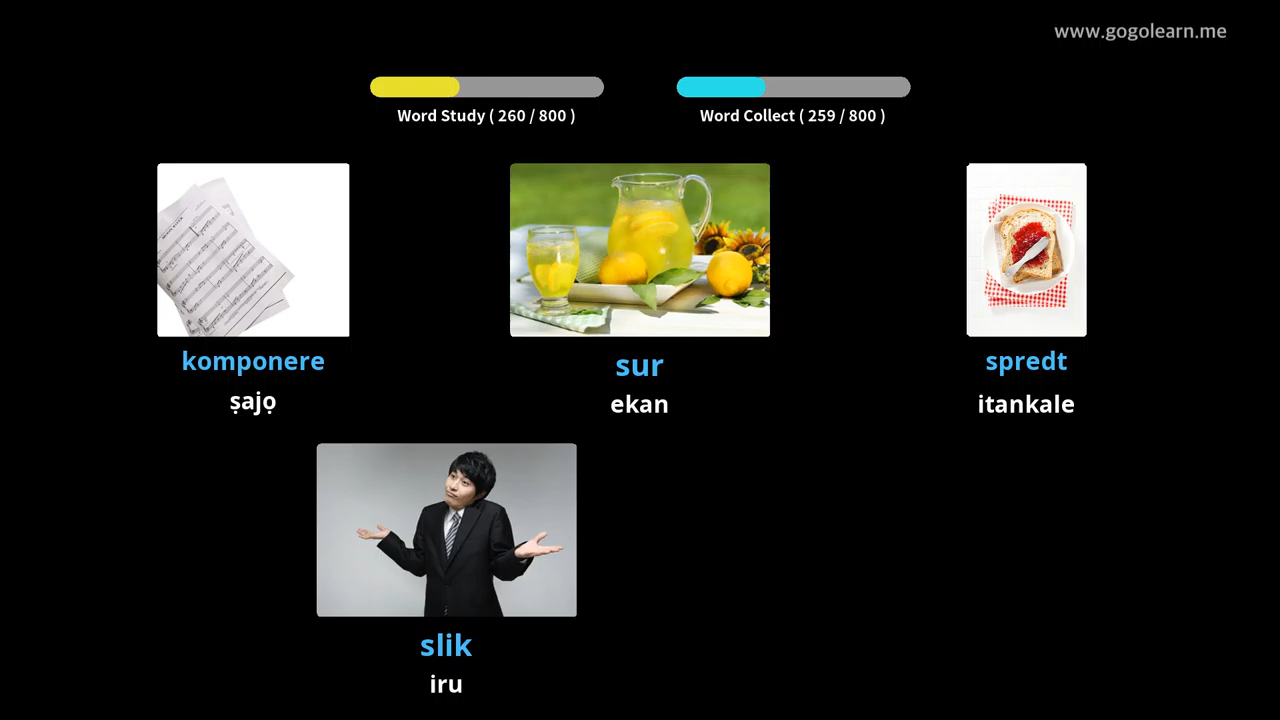 www.gogolearn.me
Word Study ( 260 / 800 )
Word Collect ( 259 / 800 )
komponere
ṣajọ
sur
ekan
spredt
itankale
slik
iru